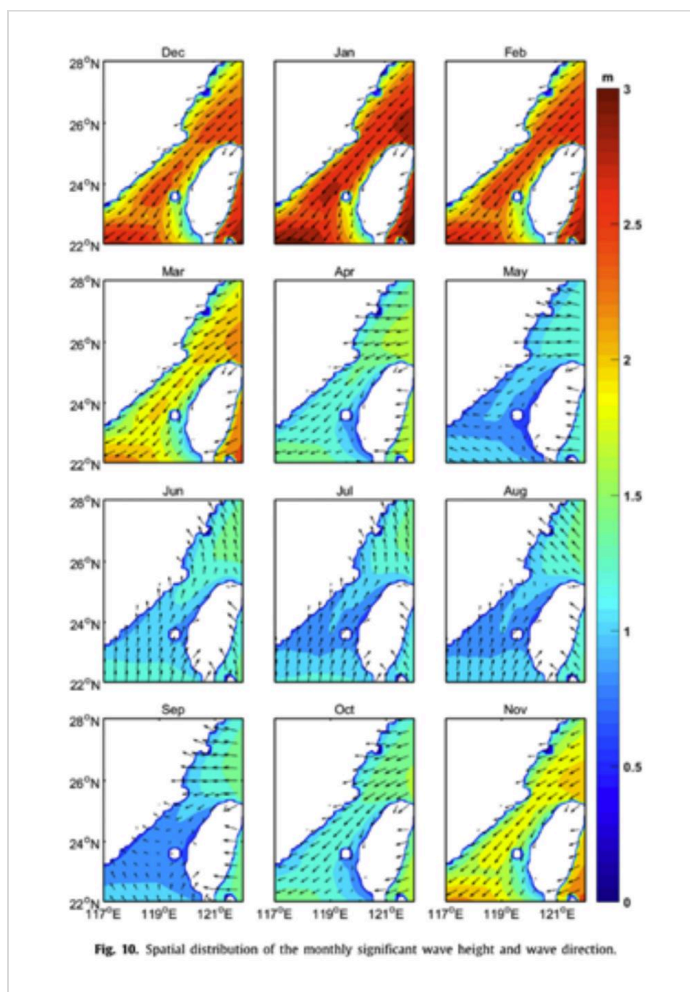 Dec Jan Feb
m
28°N
26°N
24°N
22°N
3
2.5
2
1.5
1
0.5
0
Mar Apr May
28°N
26°N
24°N
22°N
Jun Jul Aug
28°N
26°N
24°N
22°N
Sep Oct Nov
28°N
26°N
24°N
22°N
117°E 119°E 121°E 117°E 119°E 121°E 117°E 119°E 121°E
Fig. 10. Spatial distribution of the monthly significant wave height and wave direction.